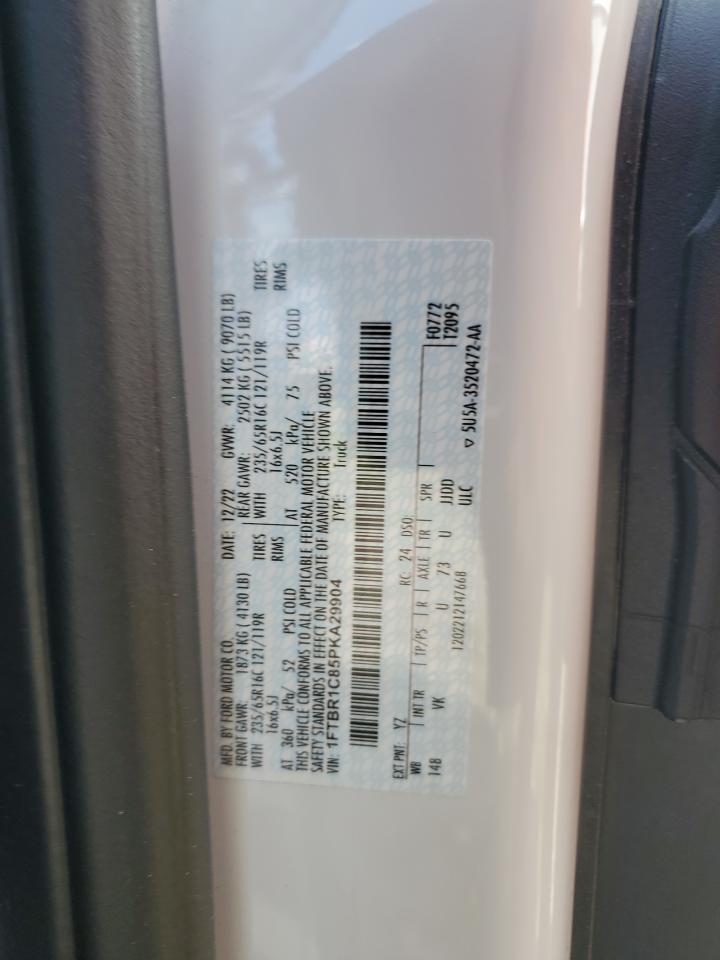 MFD. BY FORD MOTOR CO. DATE: 12/22 GVWR: 4114 KG ( 9070 LB)
FRONT GAWR: 1873 KG ( 4130 LB) REAR GAWR: 2502 KG ( 5515 LB)
WITH 235/65R16C 121/119R TIRES WITH 235/65R16C 121/119R TIRES
16x6.5J RIMS 16x6.5J RIMS
AT 360 kPa/ 52 PSI COLD AT 520 kPa/ 75 PSI COLD
THIS VEHICLE CONFORMS TO ALL APPLICABLE FEDERAL MOTOR VEHICLE
SAFETY STANDARDS IN EFFECT ON THE DATE OF MANUFACTURE SHOWN ABOVE.
VIN: 1FTBR1C85PKA29904 TYPE: Truck
EXT PNT: YZ RC: 24 DSO: F0772
WB INT TR TP/PS R AXLE TR SPR T2095
148 VK U 73 U JJDD
1202212147668 ULC
▽ 5U5A-3520472-AA